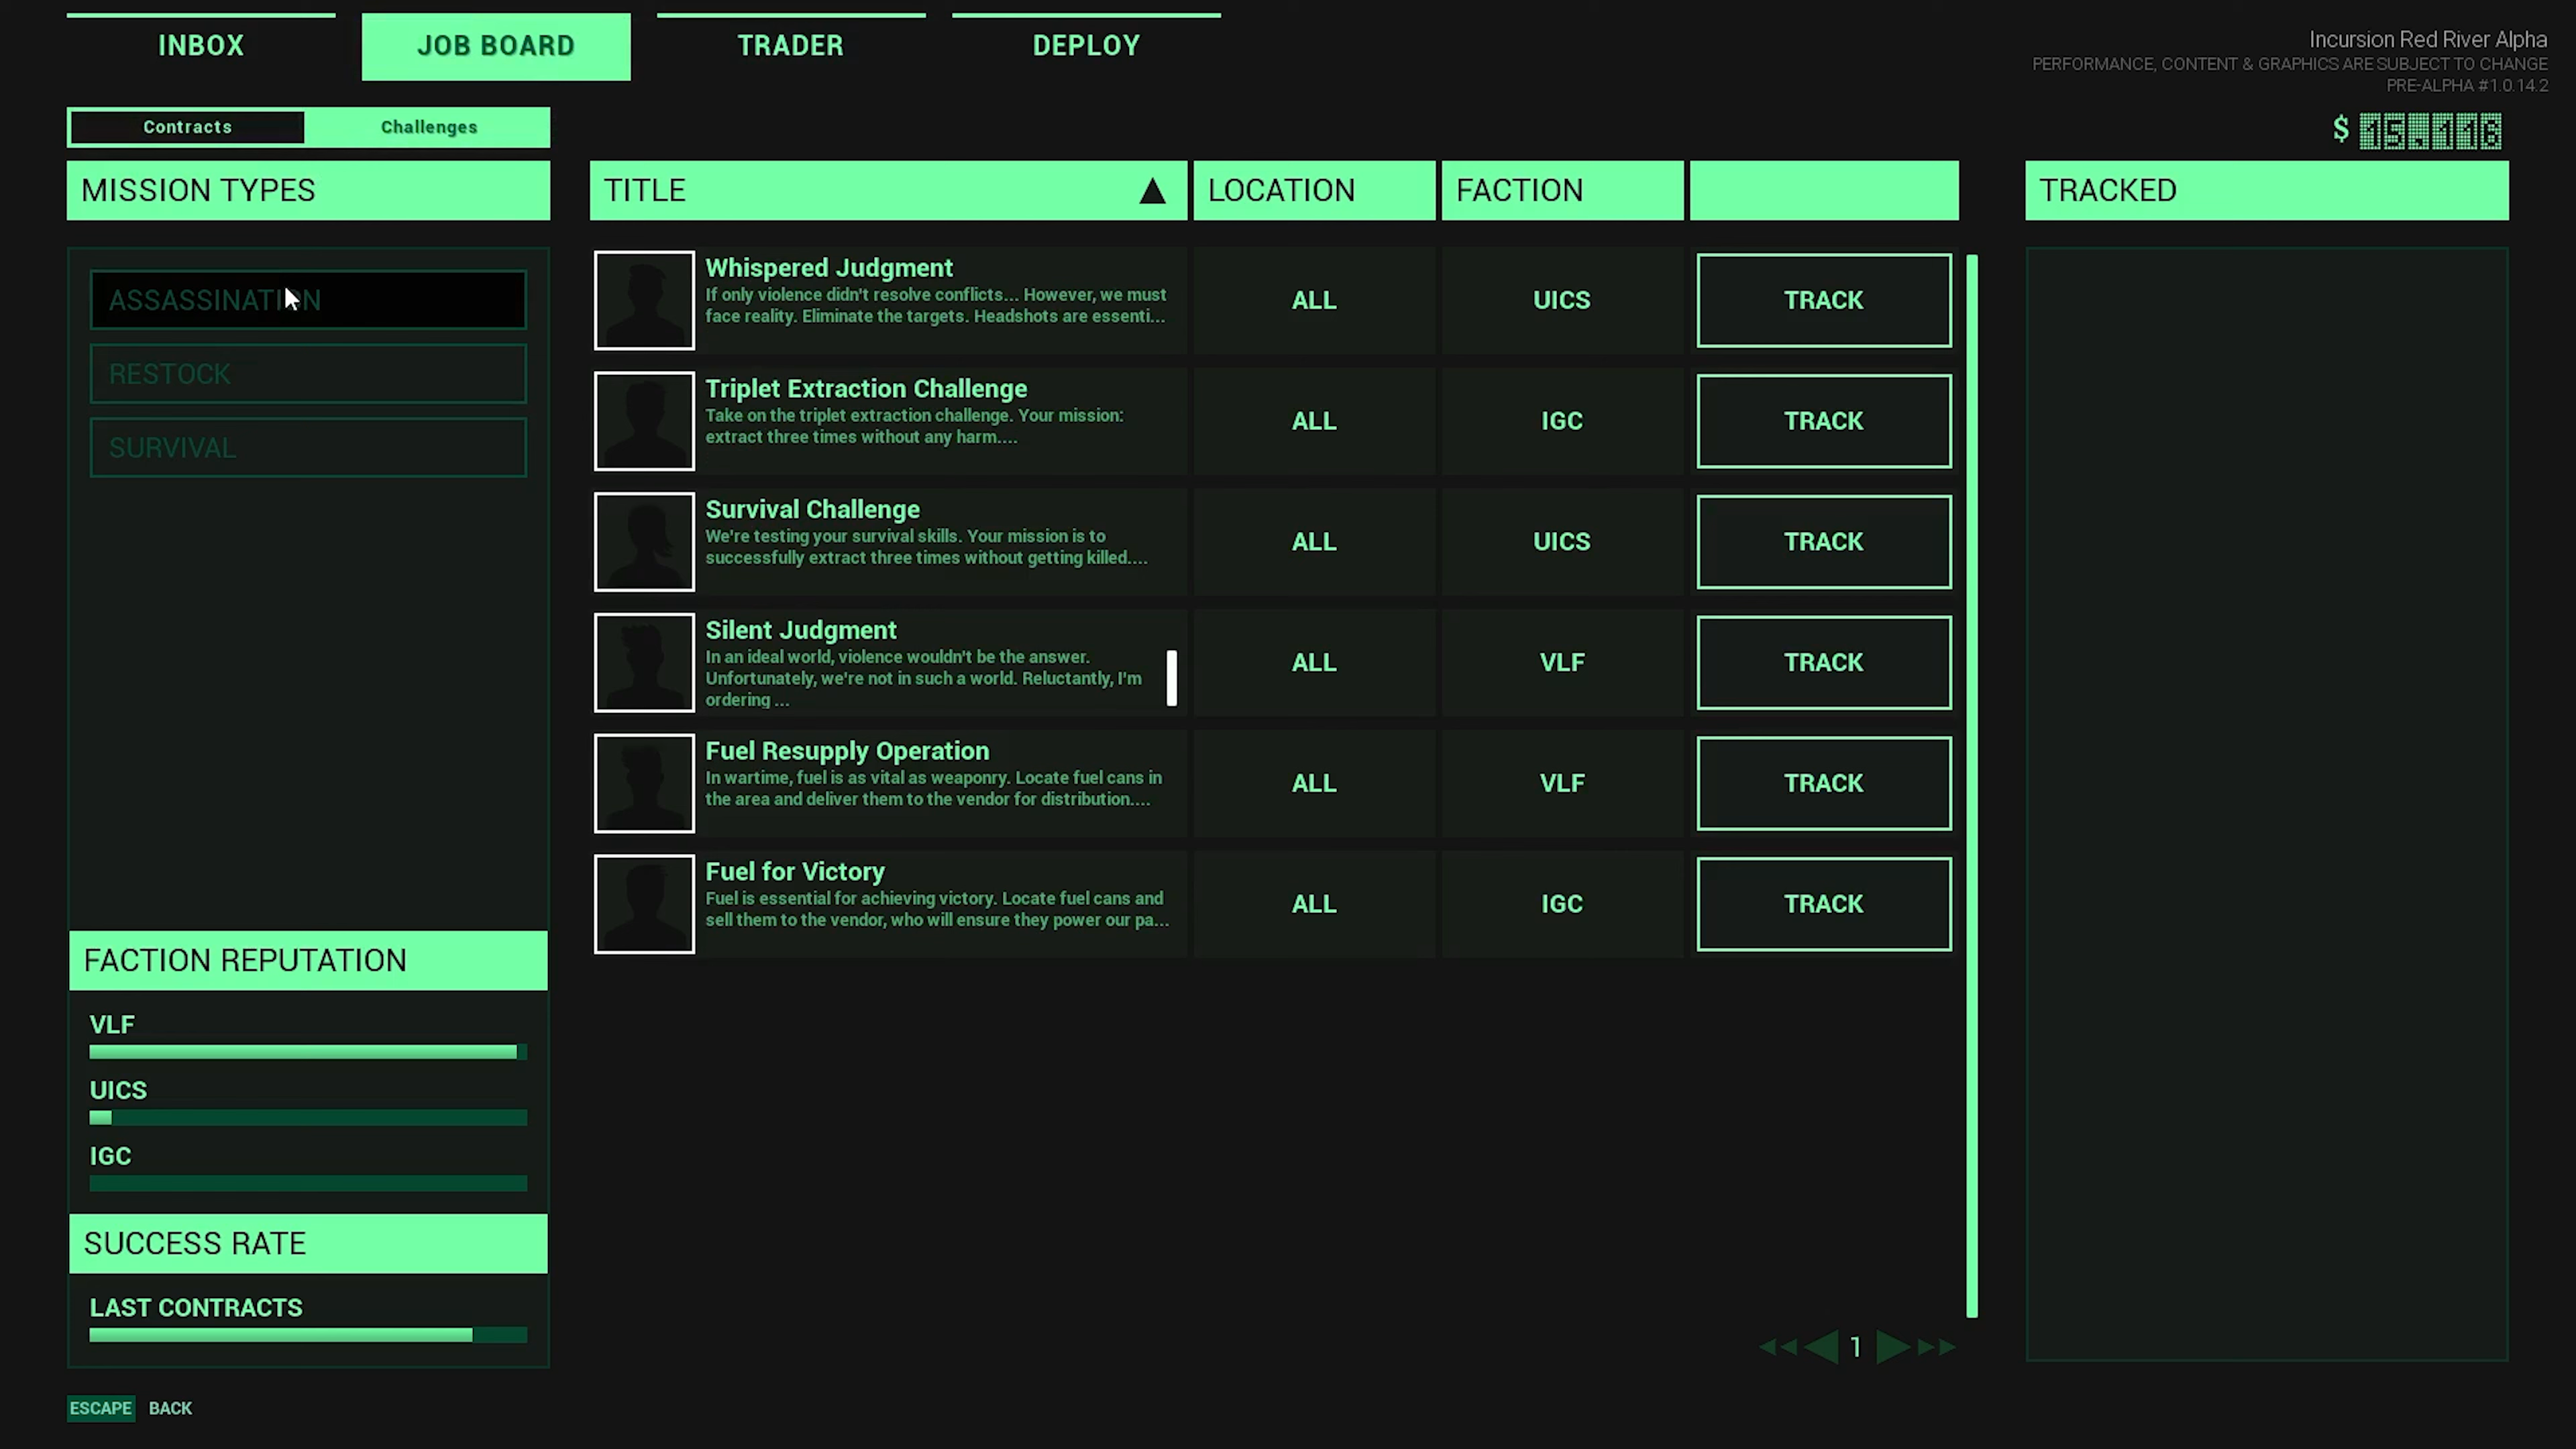 INBOX
JOB BOARD
TRADER
DEPLOY
Incursion Red River Alpha
PERFORMANCE, CONTENT & GRAPHICS ARE SUBJECT TO CHANGE
PRE-ALPHA #1.0.14.2
Contracts
Challenges
$ 15.116
MISSION TYPES
ASSASSINATION
RESTOCK
SURVIVAL
FACTION REPUTATION
VLF
UICS
IGC
SUCCESS RATE
LAST CONTRACTS
TITLE ▲
LOCATION
FACTION
Whispered Judgment
If only violence didn't resolve conflicts... However, we must
face reality. Eliminate the targets. Headshots are essenti...
ALL
UICS
TRACK
Triplet Extraction Challenge
Take on the triplet extraction challenge. Your mission:
extract three times without any harm....
ALL
IGC
TRACK
Survival Challenge
We're testing your survival skills. Your mission is to
successfully extract three times without getting killed....
ALL
UICS
TRACK
Silent Judgment
In an ideal world, violence wouldn't be the answer.
Unfortunately, we're not in such a world. Reluctantly, I'm
ordering ...
ALL
VLF
TRACK
Fuel Resupply Operation
In wartime, fuel is as vital as weaponry. Locate fuel cans in
the area and deliver them to the vendor for distribution....
ALL
VLF
TRACK
Fuel for Victory
Fuel is essential for achieving victory. Locate fuel cans and
sell them to the vendor, who will ensure they power our pa...
ALL
IGC
TRACK
1
TRACKED
ESCAPE BACK